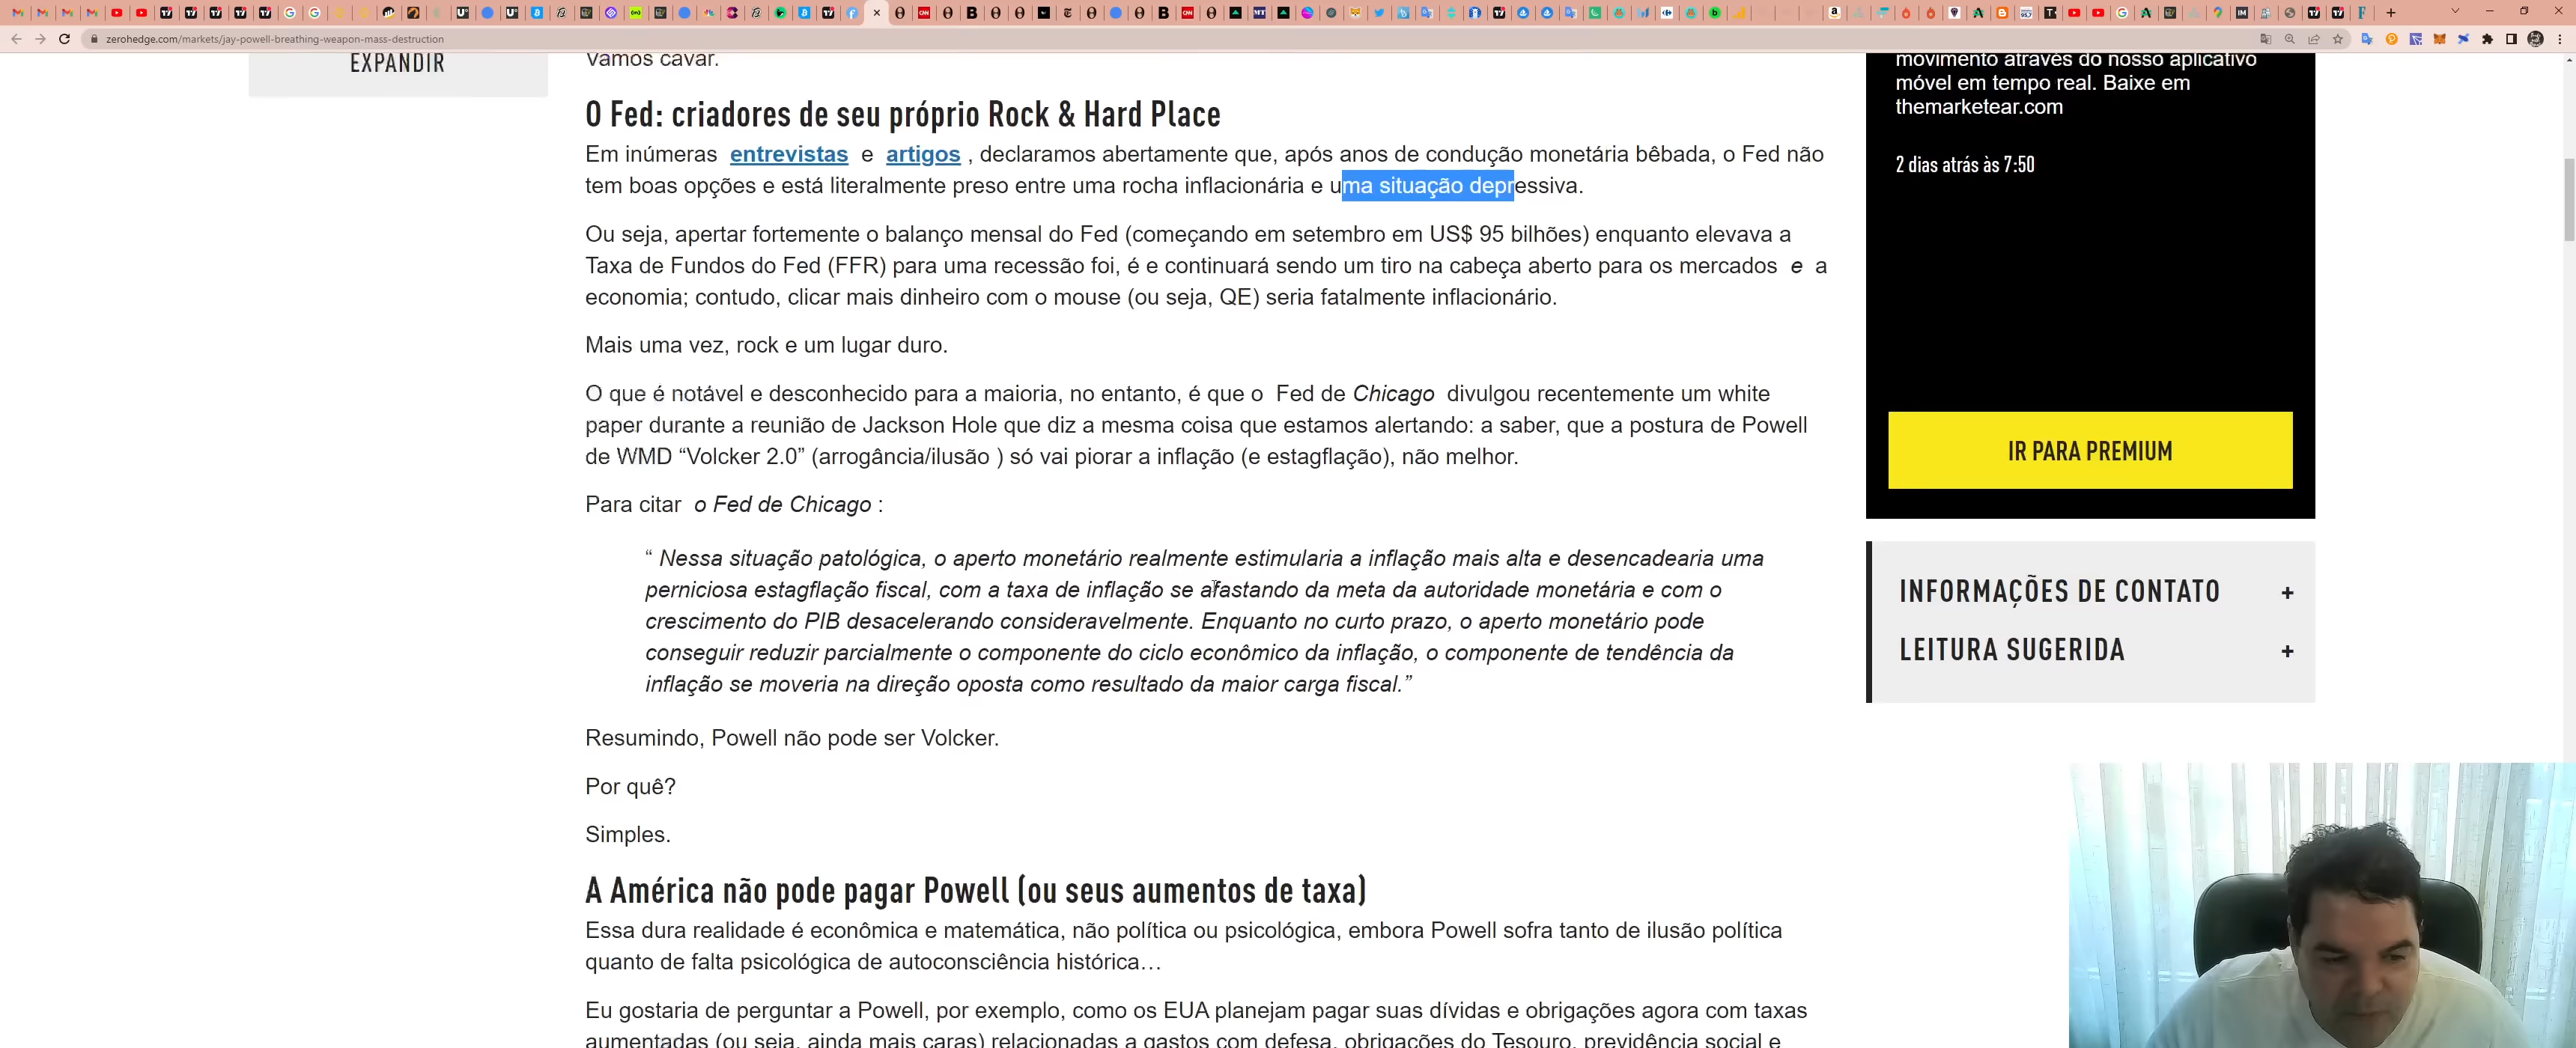 zerohedge.com/markets/jay-powell-breathing-weapon-mass-destruction
EXPANDIR
Vamos cavar.
O Fed: criadores de seu próprio Rock & Hard Place
Em inúmeras entrevistas e artigos , declaramos abertamente que, após anos de condução monetária bêbada, o Fed não
tem boas opções e está literalmente preso entre uma rocha inflacionária e uma situação depressiva.
Ou seja, apertar fortemente o balanço mensal do Fed (começando em setembro em US$ 95 bilhões) enquanto elevava a
Taxa de Fundos do Fed (FFR) para uma recessão foi, é e continuará sendo um tiro na cabeça aberto para os mercados e a
economia; contudo, clicar mais dinheiro com o mouse (ou seja, QE) seria fatalmente inflacionário.
Mais uma vez, rock e um lugar duro.
O que é notável e desconhecido para a maioria, no entanto, é que o Fed de Chicago divulgou recentemente um white
paper durante a reunião de Jackson Hole que diz a mesma coisa que estamos alertando: a saber, que a postura de Powell
de WMD “Volcker 2.0” (arrogância/ilusão ) só vai piorar a inflação (e estagflação), não melhor.
Para citar o Fed de Chicago :
“ Nessa situação patológica, o aperto monetário realmente estimularia a inflação mais alta e desencadearia uma
perniciosa estagflação fiscal, com a taxa de inflação se afastando da meta da autoridade monetária e com o
crescimento do PIB desacelerando consideravelmente. Enquanto no curto prazo, o aperto monetário pode
conseguir reduzir parcialmente o componente do ciclo econômico da inflação, o componente de tendência da
inflação se moveria na direção oposta como resultado da maior carga fiscal.”
Resumindo, Powell não pode ser Volcker.
Por quê?
Simples.
A América não pode pagar Powell (ou seus aumentos de taxa)
Essa dura realidade é econômica e matemática, não política ou psicológica, embora Powell sofra tanto de ilusão política
quanto de falta psicológica de autoconsciência histórica…
Eu gostaria de perguntar a Powell, por exemplo, como os EUA planejam pagar suas dívidas e obrigações agora com taxas
aumentadas (ou seja, ainda mais caras) relacionadas a gastos com defesa, obrigações do Tesouro, previdência social e
movimento através do nosso aplicativo
móvel em tempo real. Baixe em
themarketear.com
2 dias atrás às 7:50
IR PARA PREMIUM
INFORMAÇÕES DE CONTATO +
LEITURA SUGERIDA +